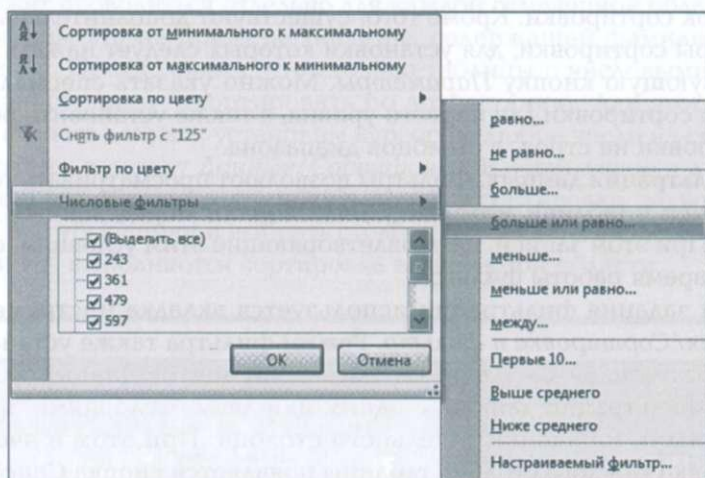 Сортировка от минимального к максимальному
Сортировка от максимального к минимальному
Сортировка по цвету
Снять фильтр с "125"
Фильтр по цвету
Числовые фильтры
(Выделить все)
243
361
479
597
ОК
Отмена
равно...
не равно...
больше...
больше или равно...
меньше...
меньше или равно...
между...
Первые 10...
Выше среднего
Ниже среднего
Настраиваемый фильтр...